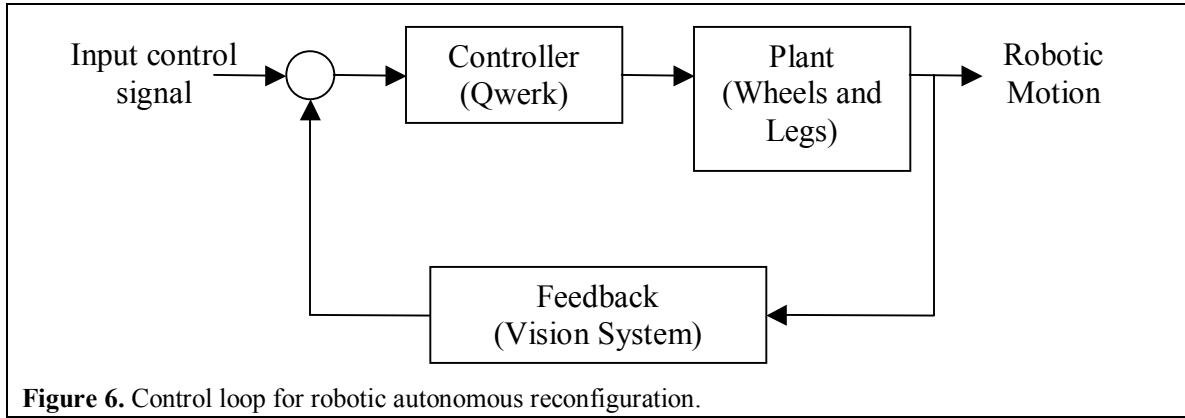 Input control
signal
Controller
(Qwerk)
Plant
(Wheels and
Legs)
Robotic
Motion
Feedback
(Vision System)
Figure 6. Control loop for robotic autonomous reconfiguration.